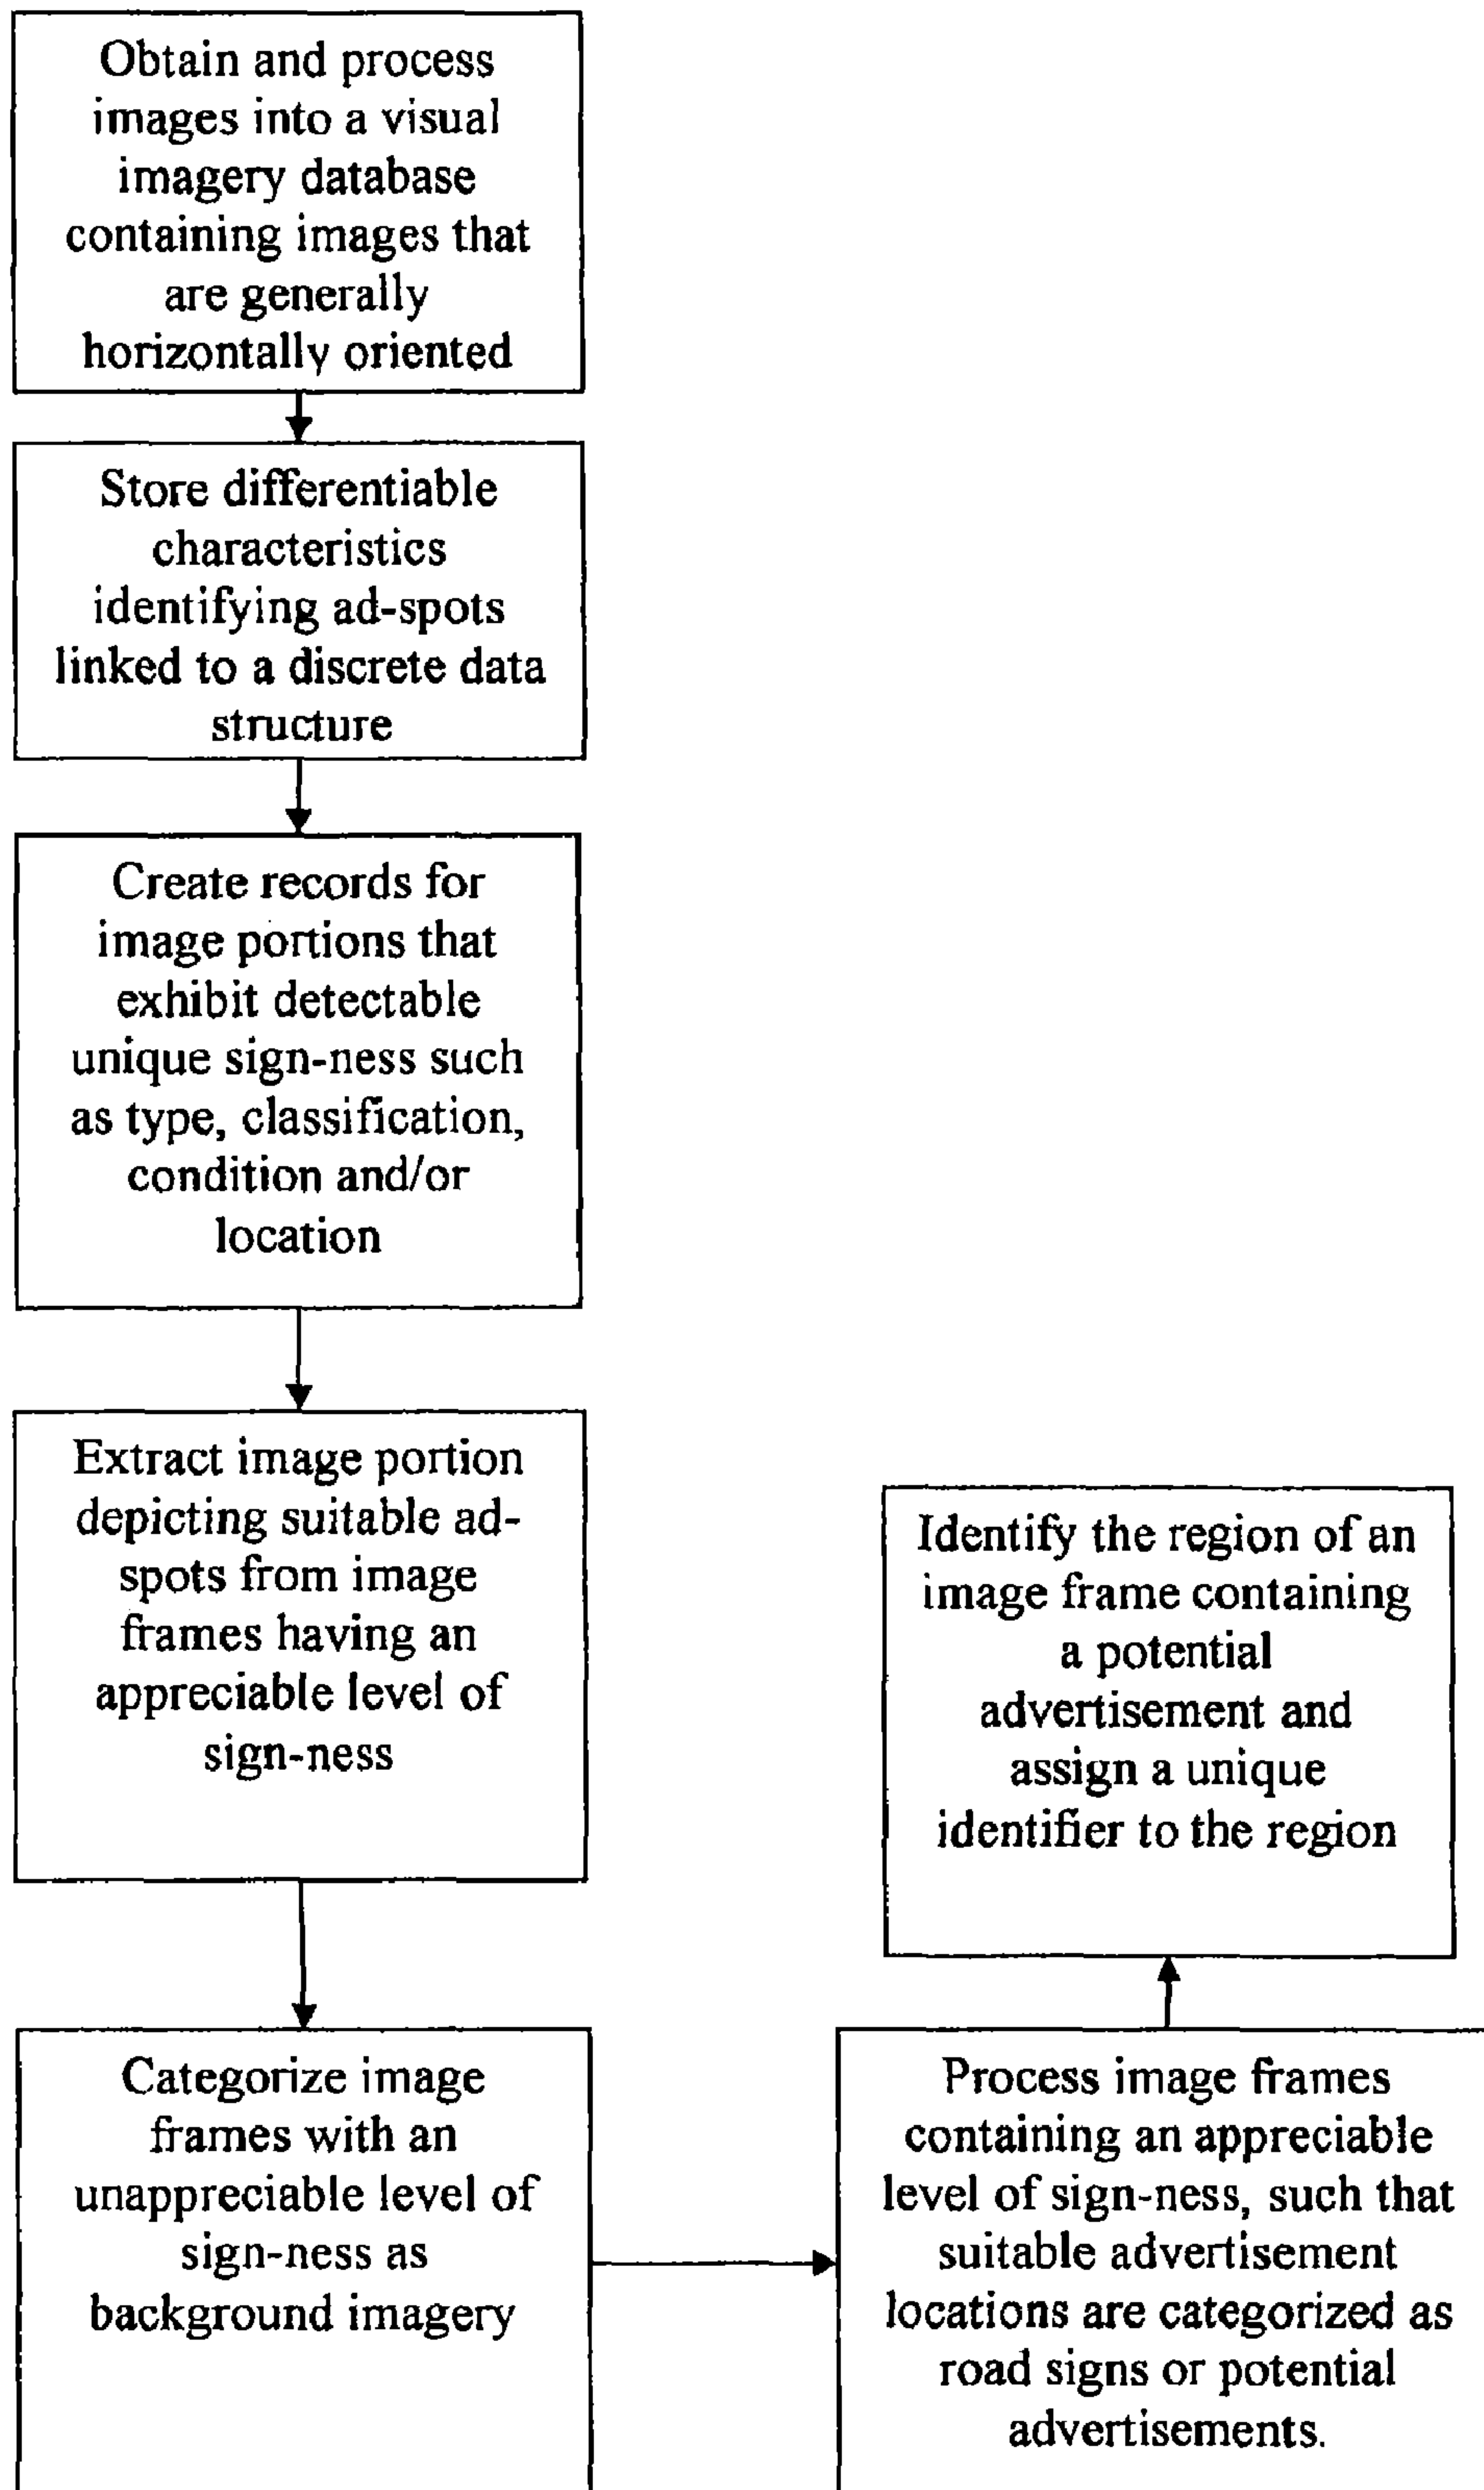 Obtain and process
images into a visual
imagery database
containing images that
are generally
horizontally oriented
Store differentiable
characteristics
identifying ad-spots
linked to a discrete data
structure
Create records for
image portions that
exhibit detectable
unique sign-ness such
as type, classification,
condition and/or
location
Extract image portion
depicting suitable ad-
spots from image
frames having an
appreciable level of
sign-ness
Categorize image
frames with an
unappreciable level of
sign-ness as
background imagery
Process image frames
containing an appreciable
level of sign-ness, such that
suitable advertisement
locations are categorized as
road signs or potential
advertisements.
Identify the region of an
image frame containing
a potential
advertisement and
assign a unique
identifier to the region